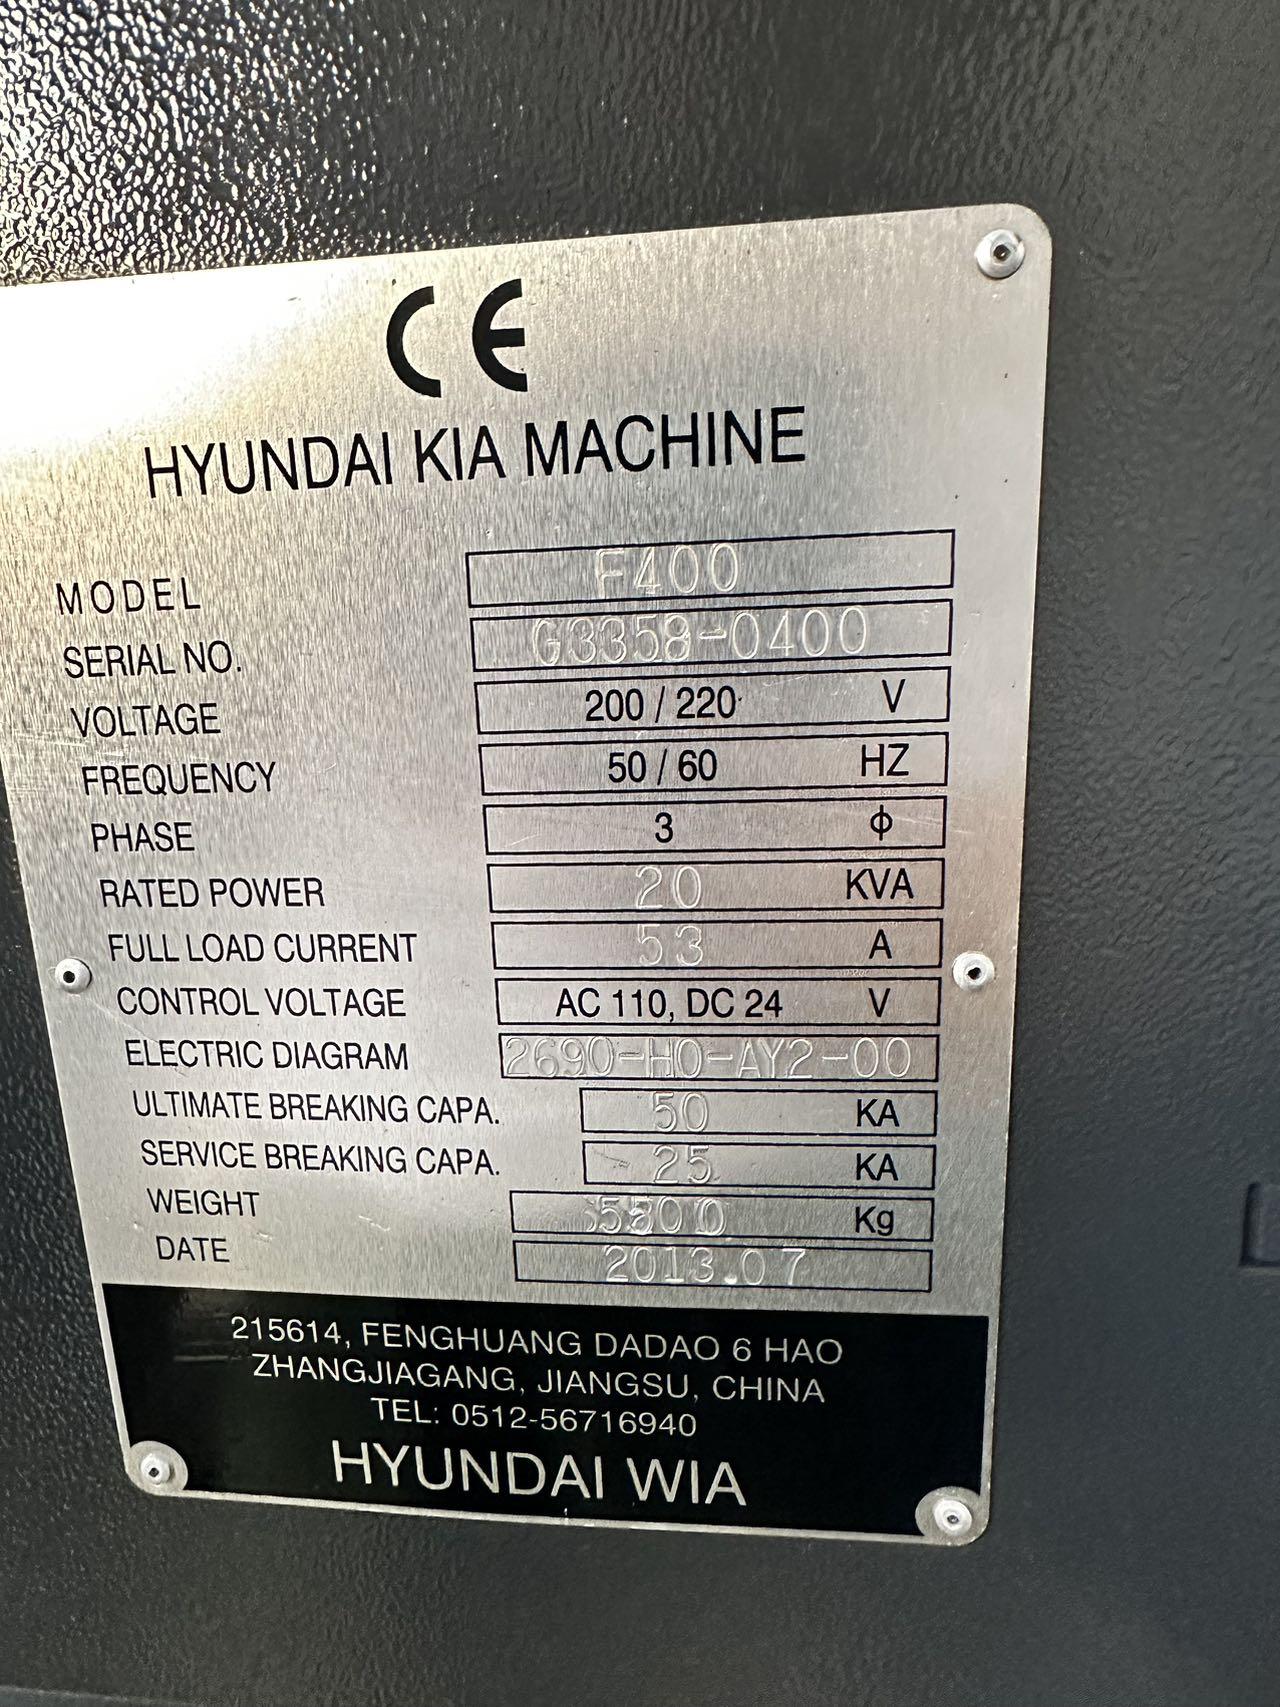 CE
HYUNDAI KIA MACHINE
MODEL F400
SERIAL NO. G3358-0400
VOLTAGE 200 / 220 V
FREQUENCY 50 / 60 HZ
PHASE 3 ϕ
RATED POWER 20 KVA
FULL LOAD CURRENT 53 A
CONTROL VOLTAGE AC 110, DC 24 V
ELECTRIC DIAGRAM 2690-H0-AY2-00
ULTIMATE BREAKING CAPA. 50 KA
SERVICE BREAKING CAPA. 25 KA
WEIGHT Kg
DATE 2013.07
215614, FENGHUANG DADAO 6 HAO
ZHANGJIAGANG, JIANGSU, CHINA
TEL: 0512-56716940
HYUNDAI WIA